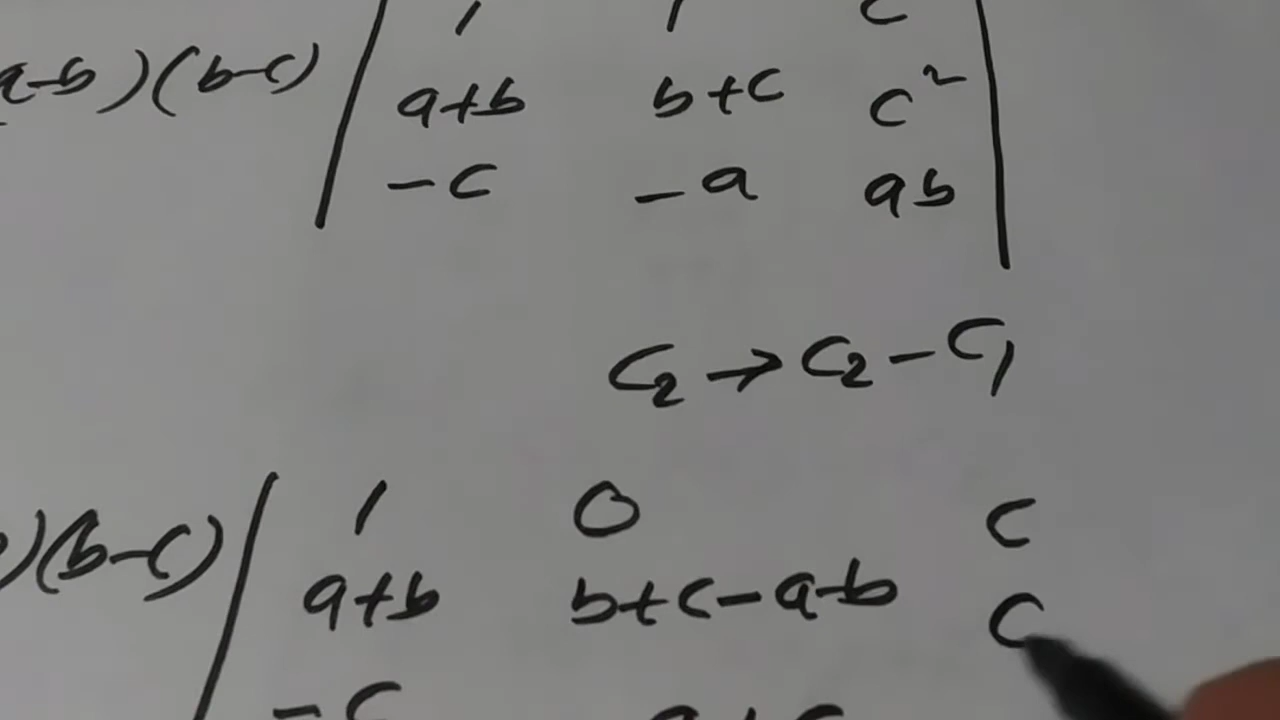 1 1 c
a-b)(b-c) | a+b b+c c² |
-c -a ab
C₂→C₂-C₁
1 0 c
)(b-c) | a+b b+c-a-b c
-c